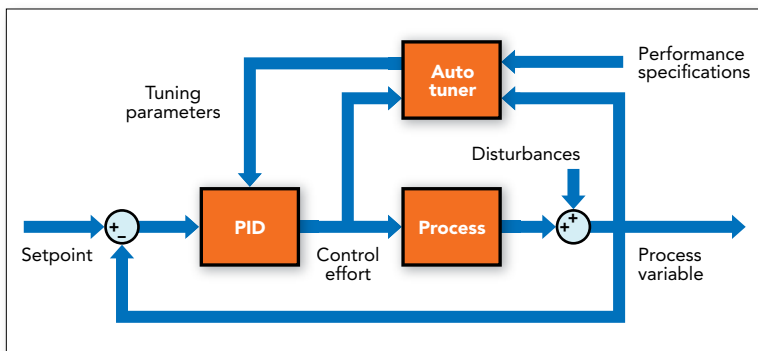 Auto
tuner
Performance
specifications
Tuning
parameters
Disturbances
+
–
PID
Process
+
+
Setpoint
Control
effort
Process
variable